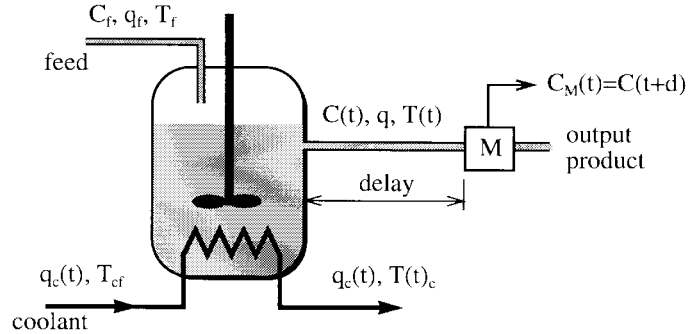 C_f, q_f, T_f
feed
C_M(t)=C(t+d)
C(t), q, T(t)
M
output
product
delay
q_c(t), T_cf
q_c(t), T(t)_c
coolant